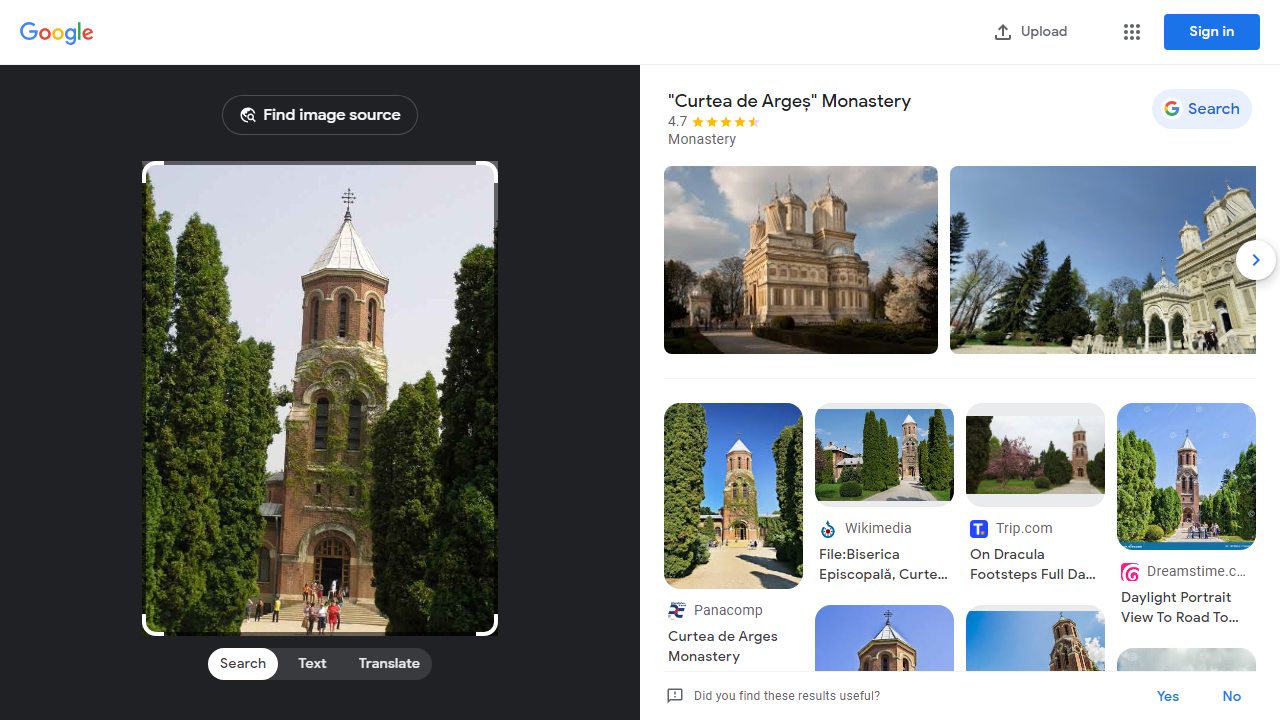 Google
Upload
Sign in
Find image source
Search
Text
Translate
"Curtea de Argeș" Monastery
4.7
Monastery
Search
Panacomp
Curtea de Arges
Monastery
Wikimedia
File:Biserica
Episcopală, Curte...
Trip.com
On Dracula
Footsteps Full Da...
Dreamstime.c...
Daylight Portrait
View To Road To...
Did you find these results useful?
Yes
No